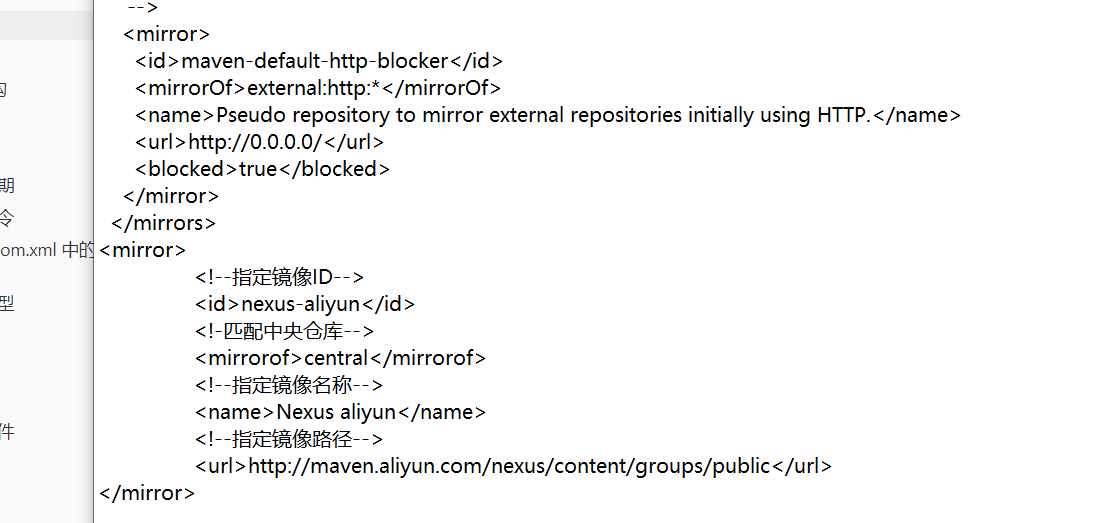 -->
<mirror>
<id>maven-default-http-blocker</id>
<mirrorOf>external:http:*</mirrorOf>
<name>Pseudo repository to mirror external repositories initially using HTTP.</name>
<url>http://0.0.0.0/</url>
<blocked>true</blocked>
</mirror>
</mirrors>
<mirror>
<!--指定镜像ID-->
<id>nexus-aliyun</id>
<!-匹配中央仓库-->
<mirrorof>central</mirrorof>
<!--指定镜像名称-->
<name>Nexus aliyun</name>
<!--指定镜像路径-->
<url>http://maven.aliyun.com/nexus/content/groups/public</url>
</mirror>
期
令
om.xml 中的
型
件